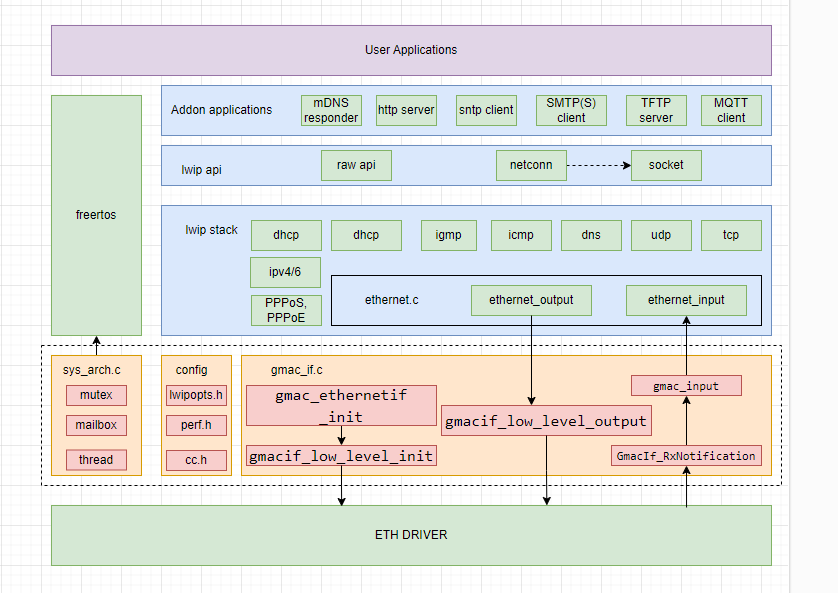 User Applications
Addon applications
mDNS
responder
http server
sntp client
SMTP(S)
client
TFTP
server
MQTT
client
lwip api
raw api
netconn
socket
freertos
lwip stack
dhcp
dhcp
igmp
icmp
dns
udp
tcp
ipv4/6
PPPoS,
PPPoE
ethernet.c
ethernet_output
ethernet_input
sys_arch.c
mutex
mailbox
thread
config
lwipopts.h
perf.h
cc.h
gmac_if.c
gmac_ethernetif
_init
gmacif_low_level_init
gmacif_low_level_output
gmac_input
GmacIf_RxNotification
ETH DRIVER